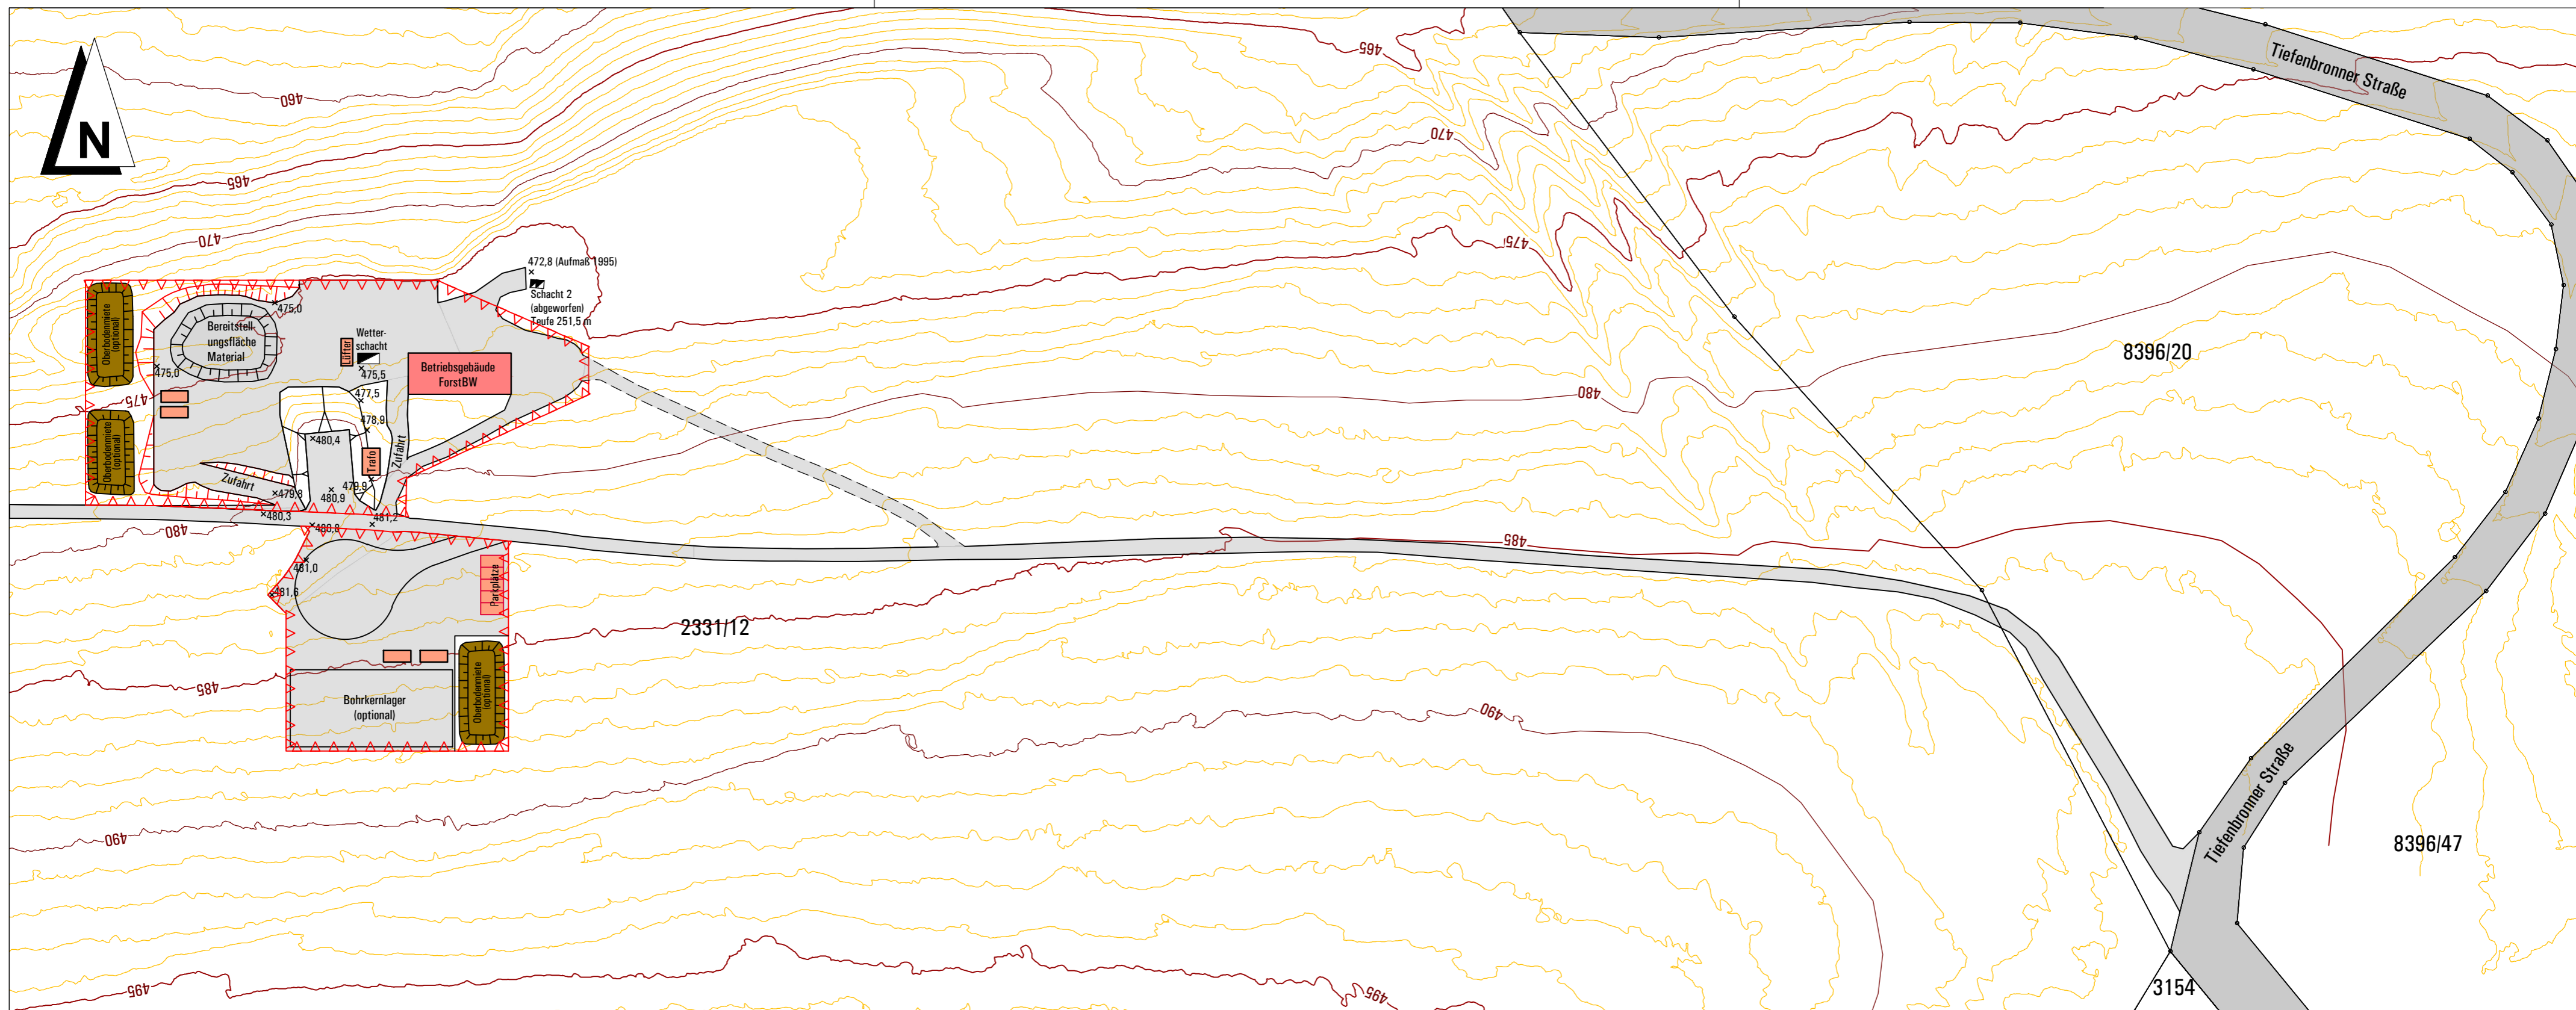 N
460
465
470
475
480
485
490
495
465
470
475
480
485
490
495
Tiefenbronner Straße
Tiefenbronner Straße
8396/20
8396/47
3154
2331/12
472,8 (Aufmaß 1995)
Schacht 2
(abgeworfen)
Teufe 251,5 m
Oberbodenmiete
(optional)
Oberbodenmiete
(optional)
Bereitstell-
ungsfläche
Material
475,0
475,0
Wetter-
schacht
Lüfter
475,5
477,5
478,9
480,4
Betriebsgebäude
ForstBW
Trafo
Zufahrt
Zufahrt
479,8
479,9
480,9
480,3
480,8
481,2
481,0
481,6
Parkplätze
Bohrkernlager
(optional)
Oberbodenmiete
(optional)